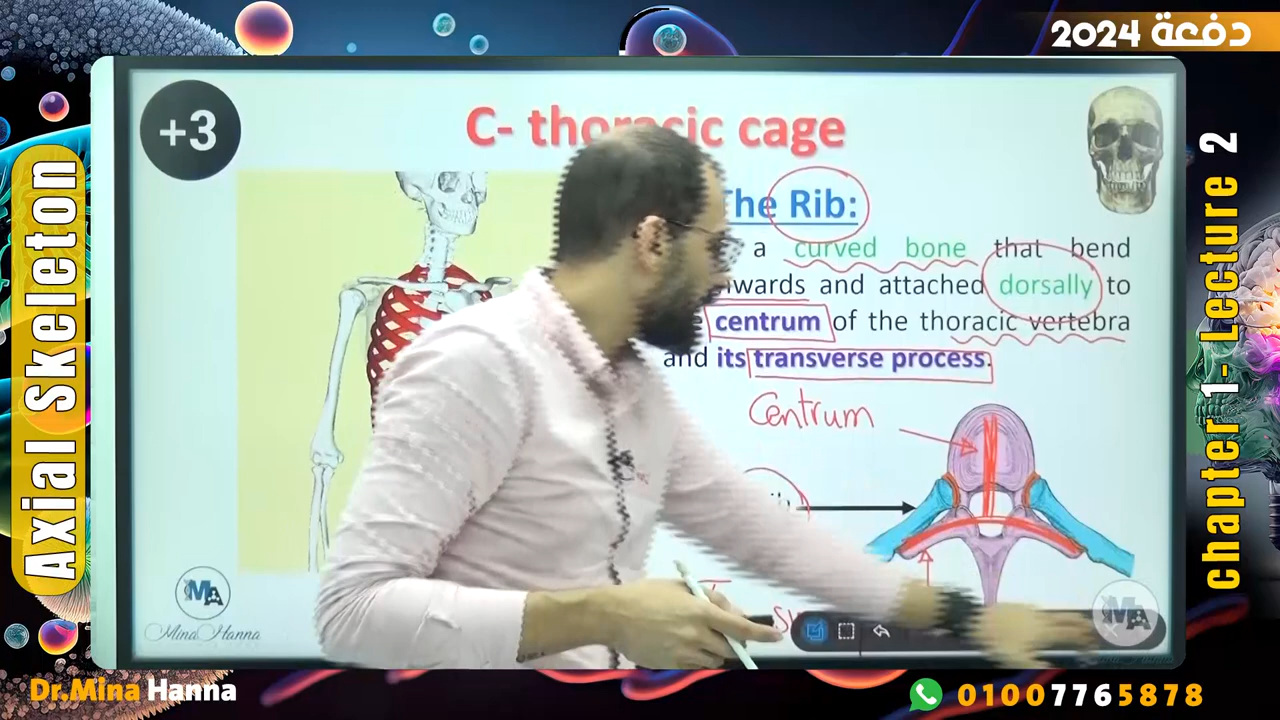 دفعة 2024
+3
C- thoracic cage
The Rib:
a curved bone that bend
wards and attached dorsally to
centrum of the thoracic vertebra
and its transverse process.
Centrum
MA
Mina Hanna
MA
Axial Skeleton
chapter 1- Lecture 2
Dr.Mina Hanna
01007765878